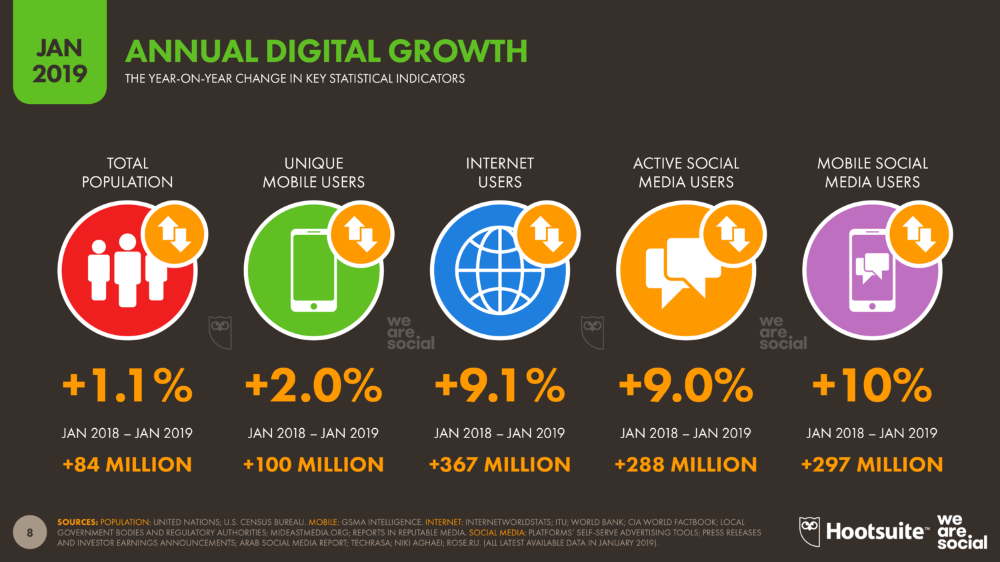 JAN
2019
ANNUAL DIGITAL GROWTH
THE YEAR-ON-YEAR CHANGE IN KEY STATISTICAL INDICATORS
TOTAL
POPULATION
UNIQUE
MOBILE USERS
INTERNET
USERS
ACTIVE SOCIAL
MEDIA USERS
MOBILE SOCIAL
MEDIA USERS
we
are
social
we
are
social
+1.1%
+2.0%
+9.1%
+9.0%
+10%
JAN 2018 – JAN 2019
JAN 2018 – JAN 2019
JAN 2018 – JAN 2019
JAN 2018 – JAN 2019
JAN 2018 – JAN 2019
+84 MILLION
+100 MILLION
+367 MILLION
+288 MILLION
+297 MILLION
8
SOURCES: POPULATION: UNITED NATIONS; U.S. CENSUS BUREAU. MOBILE: GSMA INTELLIGENCE. INTERNET: INTERNETWORLDSTATS; ITU; WORLD BANK; CIA WORLD FACTBOOK; LOCAL
GOVERNMENT BODIES AND REGULATORY AUTHORITIES; MIDEASTMEDIA.ORG; REPORTS IN REPUTABLE MEDIA. SOCIAL MEDIA: PLATFORMS' SELF-SERVE ADVERTISING TOOLS; PRESS RELEASES
AND INVESTOR EARNINGS ANNOUNCEMENTS; ARAB SOCIAL MEDIA REPORT; TECHRASA; NIKI AGHAEI; ROSE.RU. (ALL LATEST AVAILABLE DATA IN JANUARY 2019).
Hootsuite™
we
are
social